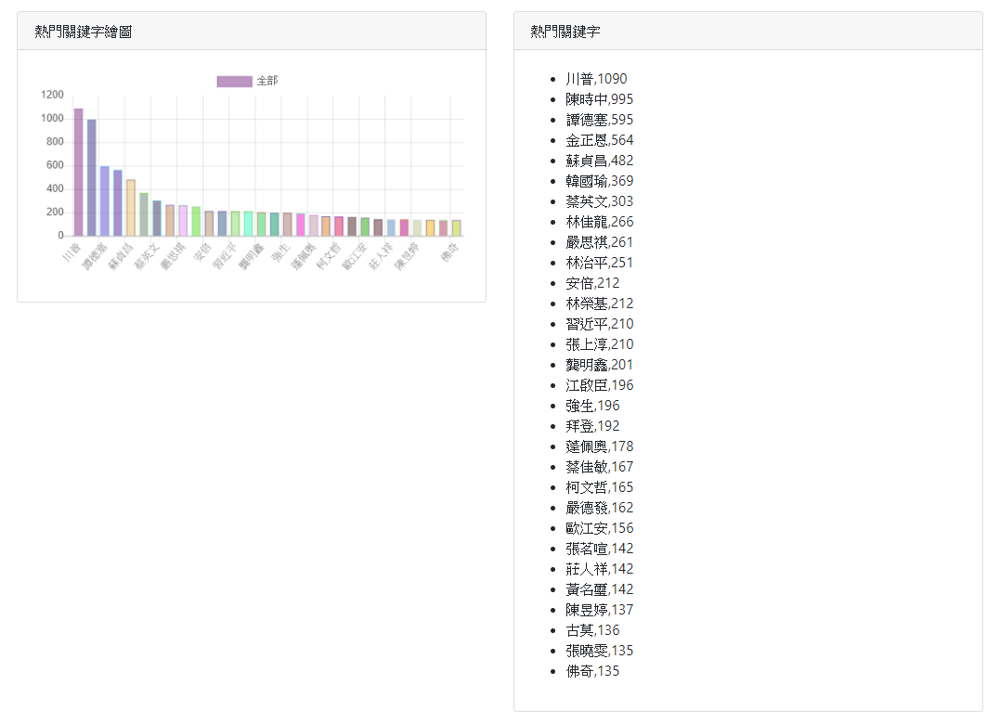 熱門關鍵字繪圖
全部
1200
1000
800
600
400
200
0
川普
譚德塞
蘇貞昌
蔡英文
嚴思祺
安倍
習近平
龔明鑫
強生
蓬佩奧
柯文哲
歐江安
莊人祥
陳昱婷
佛奇
熱門關鍵字
川普,1090
陳時中,995
譚德塞,595
金正恩,564
蘇貞昌,482
韓國瑜,369
蔡英文,303
林佳龍,266
嚴思祺,261
林治平,251
安倍,212
林榮基,212
習近平,210
張上淳,210
龔明鑫,201
江啟臣,196
強生,196
拜登,192
蓬佩奧,178
蔡佳敏,167
柯文哲,165
嚴德發,162
歐江安,156
張茗喧,142
莊人祥,142
黃名璽,142
陳昱婷,137
古莫,136
張曉雯,135
佛奇,135